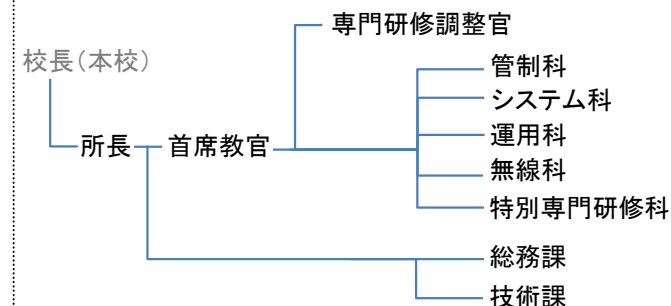 専門研修調整官
校長(本校)
管制科
システム科
運用科
所長
首席教官
無線科
特別専門研修科
総務課
技術課